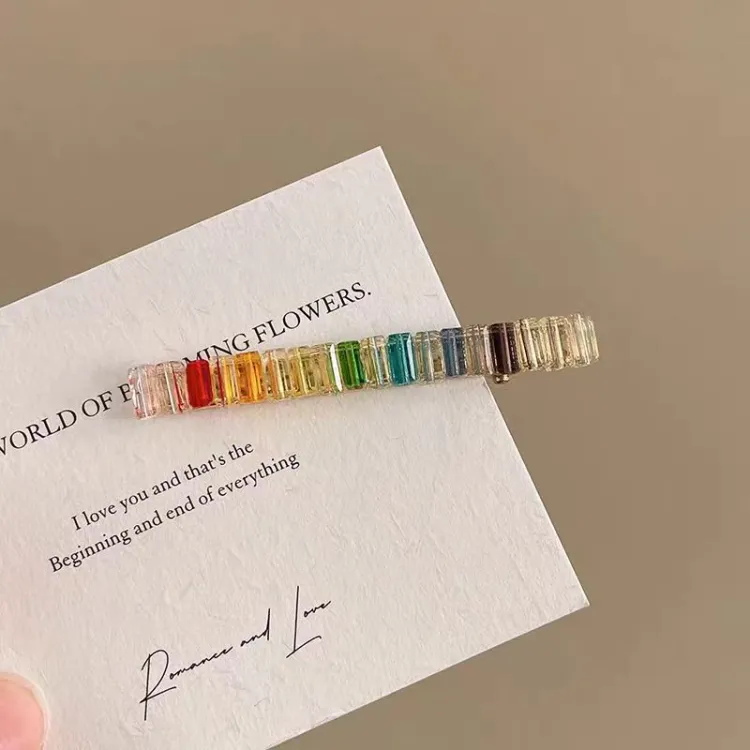 WORLD OF B MING FLOWERS.
I love you and that's the
Beginning and end of everything
Romance and Love